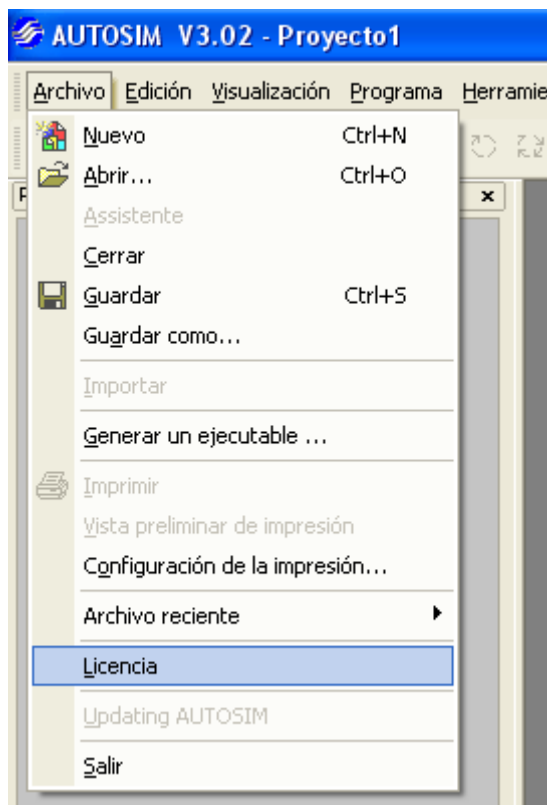 AUTOSIM V3.02 - Proyecto1
Archivo Edición Visualización Programa Herramie
Nuevo Ctrl+N
Abrir... Ctrl+O
Assistente
Cerrar
Guardar Ctrl+S
Guardar como...
Importar
Generar un ejecutable ...
Imprimir
Vista preliminar de impresión
Configuración de la impresión...
Archivo reciente
Licencia
Updating AUTOSIM
Salir